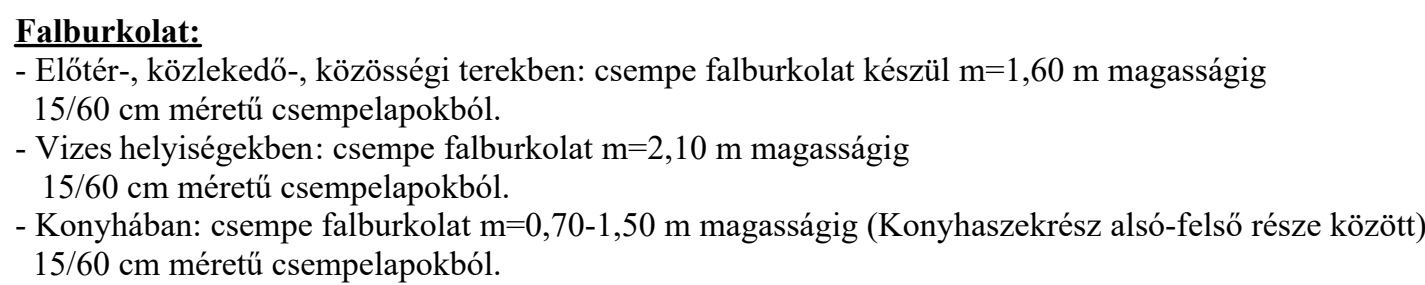 Falburkolat:
- Előtér-, közlekedő-, közösségi terekben: csempe falburkolat készül m=1,60 m magasságig
15/60 cm méretű csempelapokból.
- Vizes helyiségekben: csempe falburkolat m=2,10 m magasságig
15/60 cm méretű csempelapokból.
- Konyhában: csempe falburkolat m=0,70-1,50 m magasságig (Konyhaszekrész alsó-felső része között)
15/60 cm méretű csempelapokból.